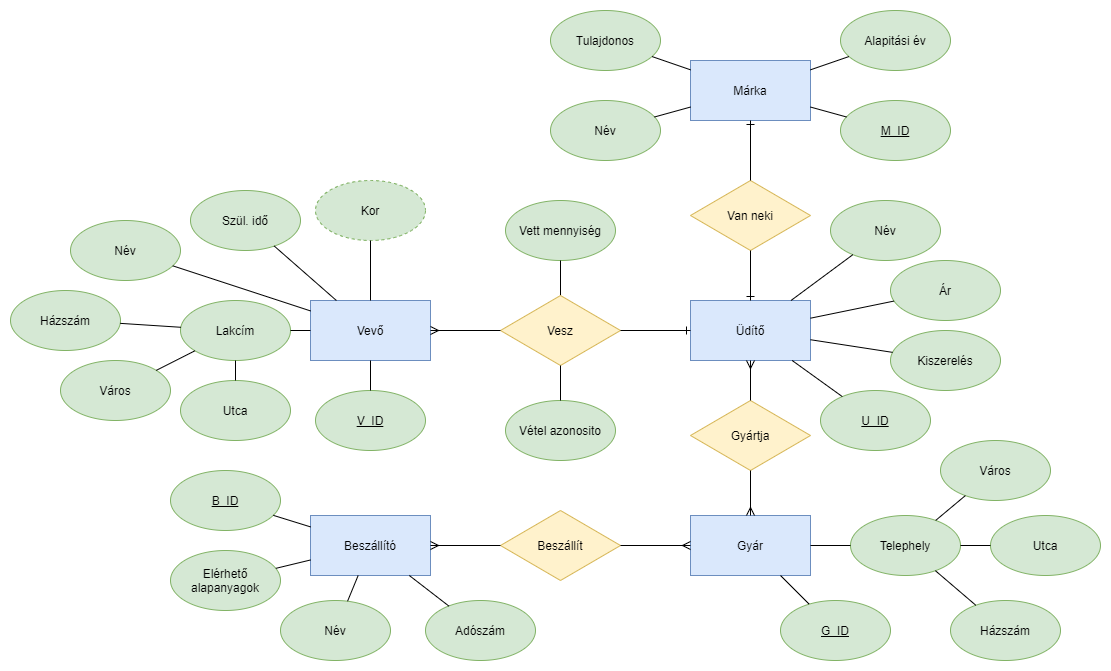 Tulajdonos
Alapitási év
Márka
Név
M_ID
Van neki
Kor
Szül. idő
Név
Vett mennyiség
Név
Ár
Házszám
Lakcím
Vevő
Vesz
Üdítő
Kiszerelés
Város
Utca
V_ID
Vétel azonosito
U_ID
Gyártja
Város
B_ID
Beszállító
Beszállít
Gyár
Telephely
Utca
Elérhető
alapanyagok
Név
Adószám
G_ID
Házszám